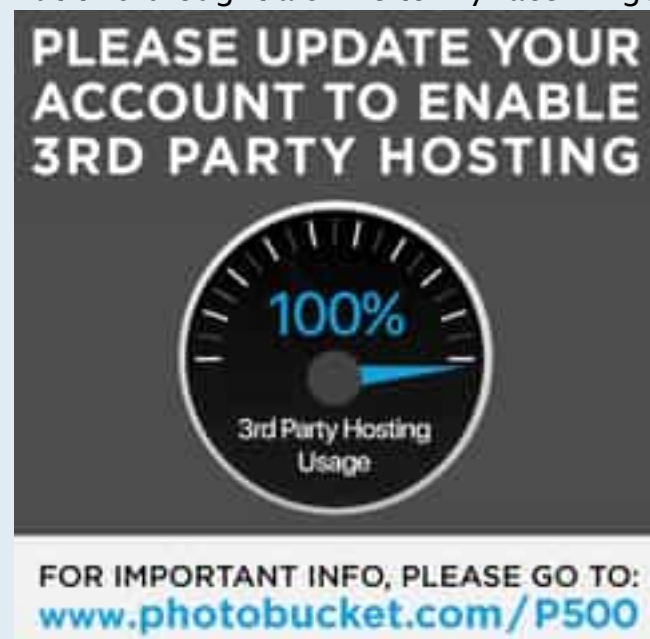 PLEASE UPDATE YOUR
ACCOUNT TO ENABLE
3RD PARTY HOSTING
100%
3rd Party Hosting
Usage
FOR IMPORTANT INFO, PLEASE GO TO:
www.photobucket.com/P500